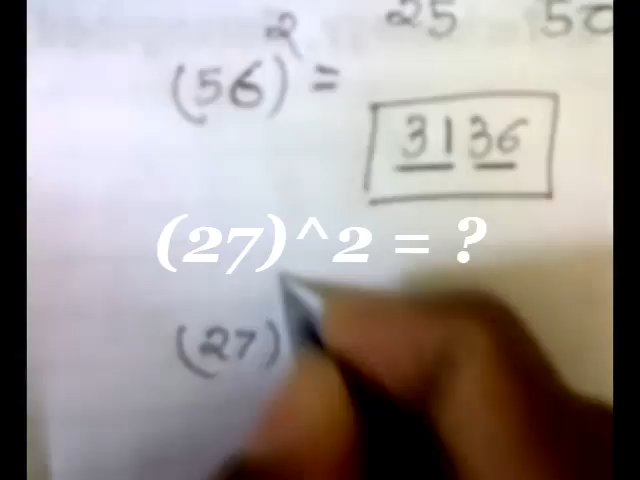 25 50
(56)² =
3136
(27)^2 = ?
(27)